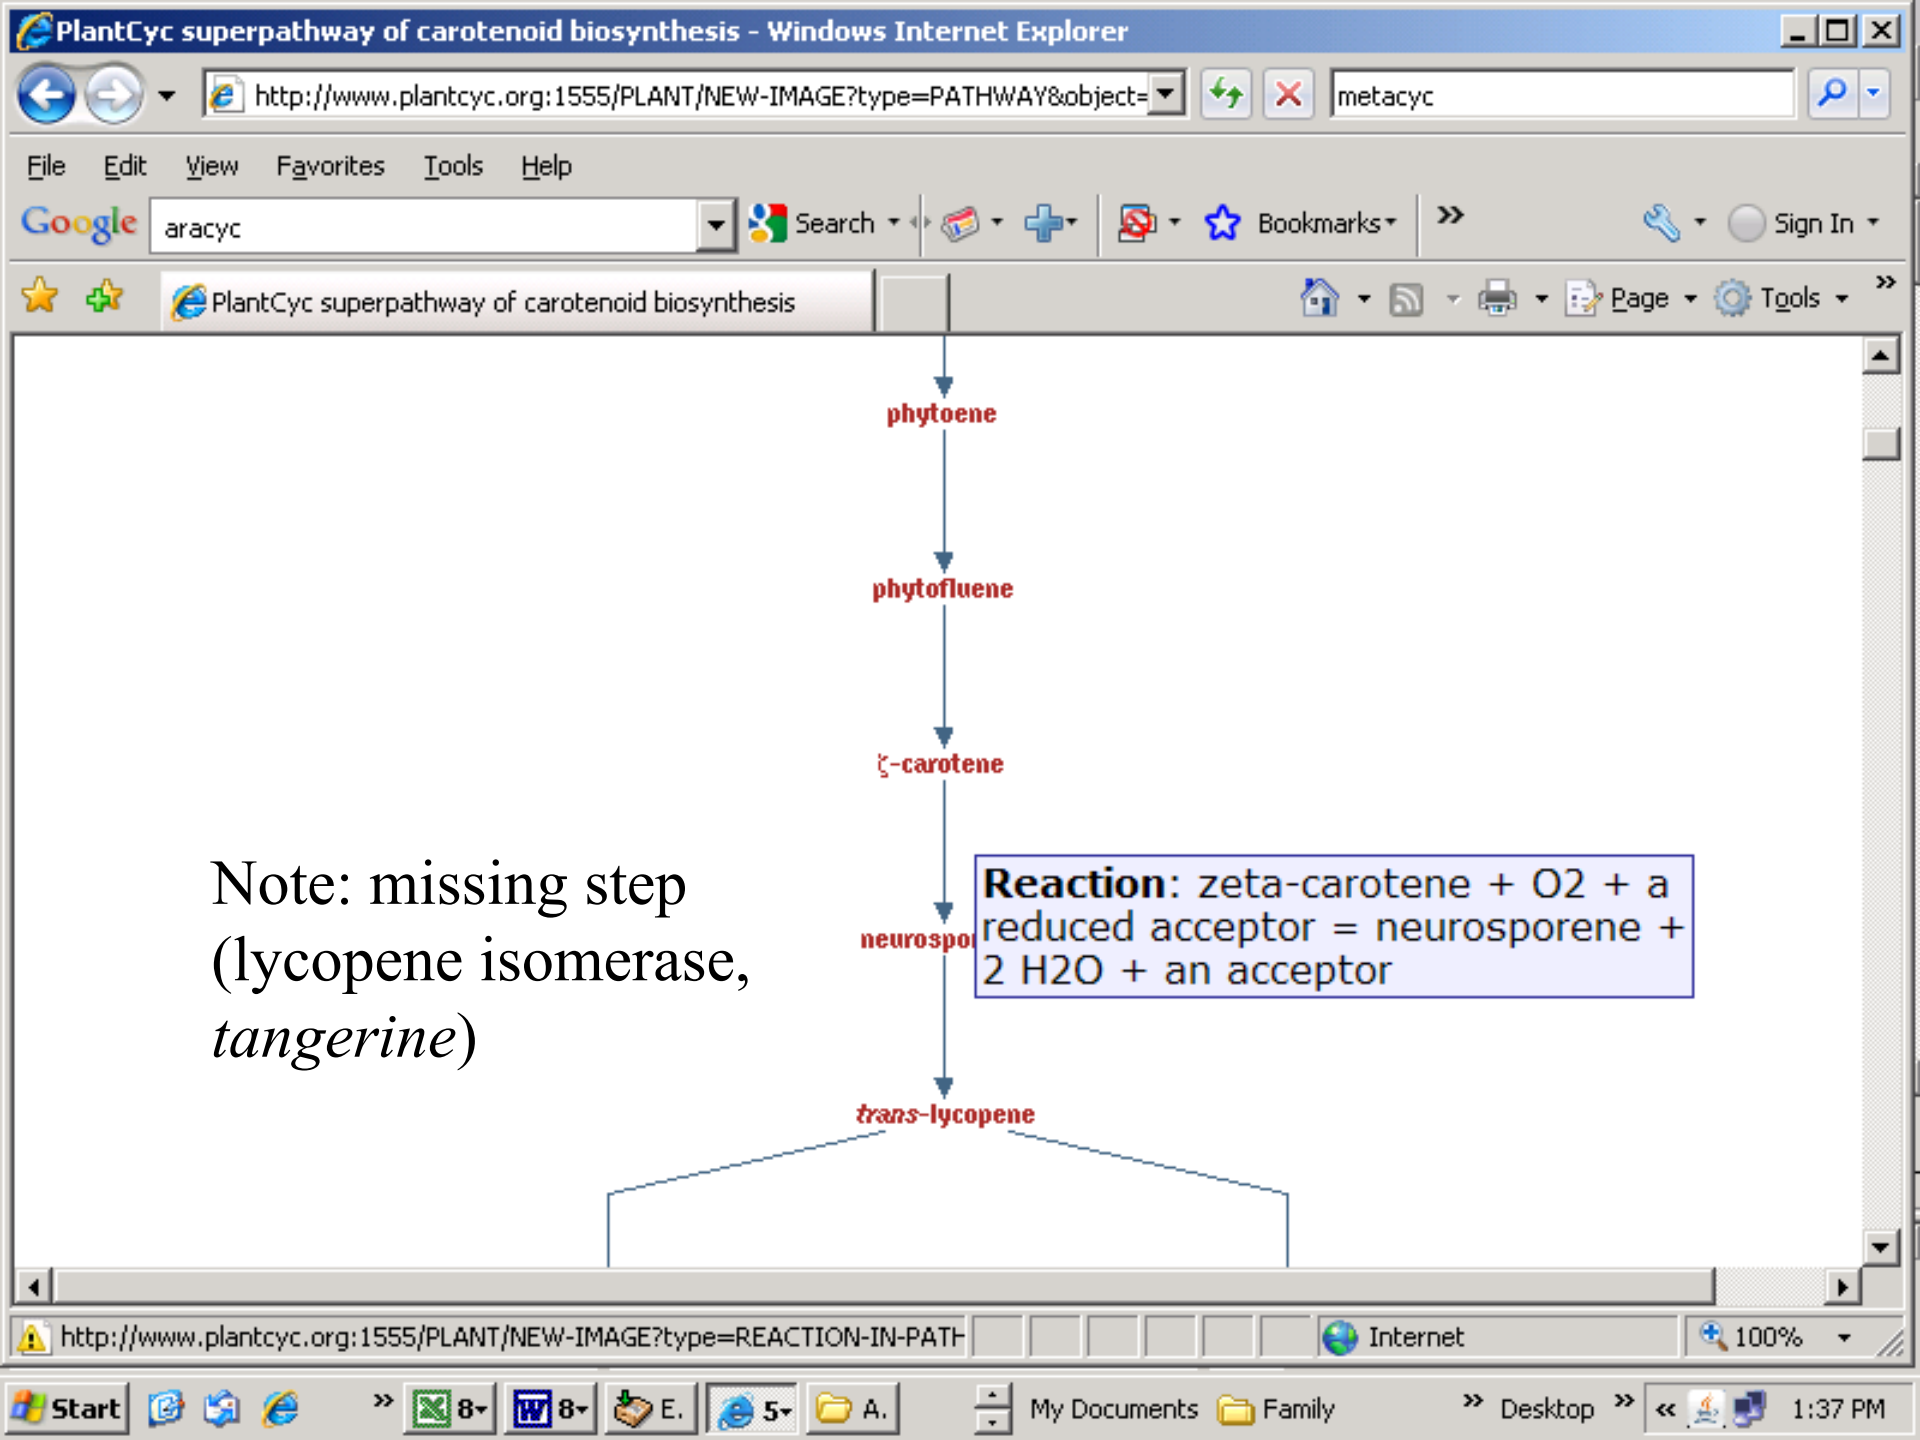 PlantCyc superpathway of carotenoid biosynthesis - Windows Internet Explorer
http://www.plantcyc.org:1555/PLANT/NEW-IMAGE?type=PATHWAY&object= metacyc
File Edit View Favorites Tools Help
Google aracyc Search Bookmarks » Sign In
PlantCyc superpathway of carotenoid biosynthesis Page Tools »
phytoene
phytofluene
ζ-carotene
Note: missing step
(lycopene isomerase,
tangerine)
Reaction: zeta-carotene + O2 + a
reduced acceptor = neurosporene +
2 H2O + an acceptor
neurospo
trans-lycopene
http://www.plantcyc.org:1555/PLANT/NEW-IMAGE?type=REACTION-IN-PATH Internet 100%
Start » 8 8 E. 5 A. My Documents Family » Desktop » « 1:37 PM